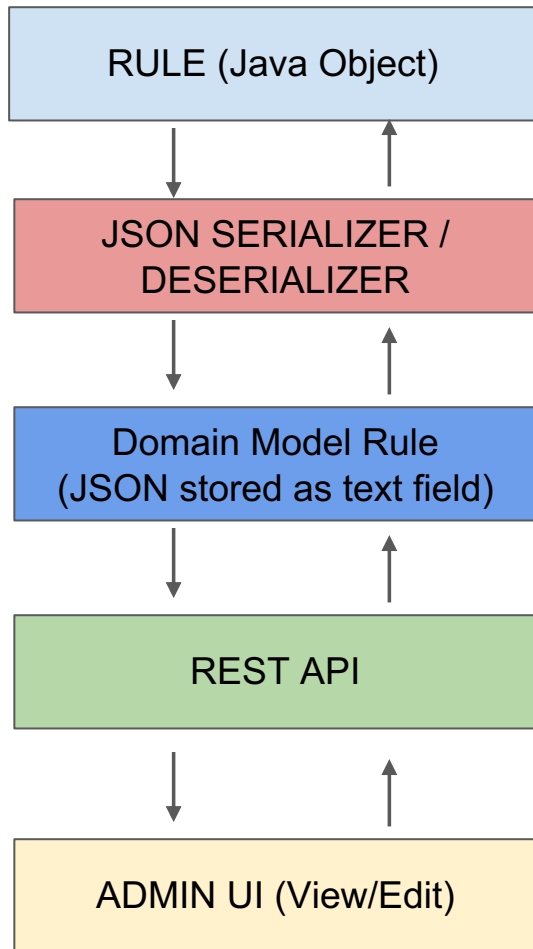 RULE (Java Object)
JSON SERIALIZER /
DESERIALIZER
Domain Model Rule
(JSON stored as text field)
REST API
ADMIN UI (View/Edit)